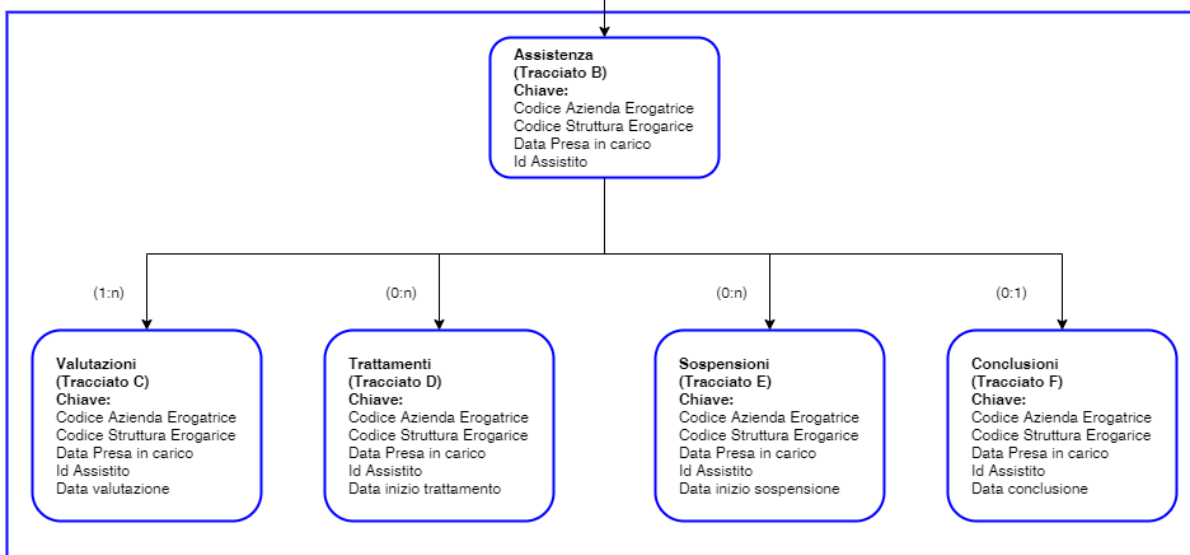 Assistenza
(Tracciato B)
Chiave:
Codice Azienda Erogatrice
Codice Struttura Erogarice
Data Presa in carico
Id Assistito
(1:n)
(0:n)
(0:n)
(0:1)
Valutazioni
(Tracciato C)
Chiave:
Codice Azienda Erogatrice
Codice Struttura Erogarice
Data Presa in carico
Id Assistito
Data valutazione
Trattamenti
(Tracciato D)
Chiave:
Codice Azienda Erogatrice
Codice Struttura Erogarice
Data Presa in carico
Id Assistito
Data inizio trattamento
Sospensioni
(Tracciato E)
Chiave:
Codice Azienda Erogatrice
Codice Struttura Erogarice
Data Presa in carico
Id Assistito
Data inizio sospensione
Conclusioni
(Tracciato F)
Chiave:
Codice Azienda Erogatrice
Codice Struttura Erogarice
Data Presa in carico
Id Assistito
Data conclusione